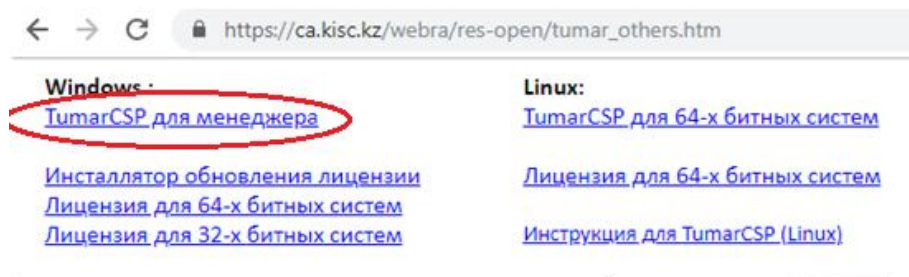 https://ca.kisc.kz/webra/res-open/tumar_others.htm
Windows :
TumarCSP для менеджера
Инсталлятор обновления лицензии
Лицензия для 64-х битных систем
Лицензия для 32-х битных систем
Linux:
TumarCSP для 64-х битных систем
Лицензия для 64-х битных систем
Инструкция для TumarCSP (Linux)